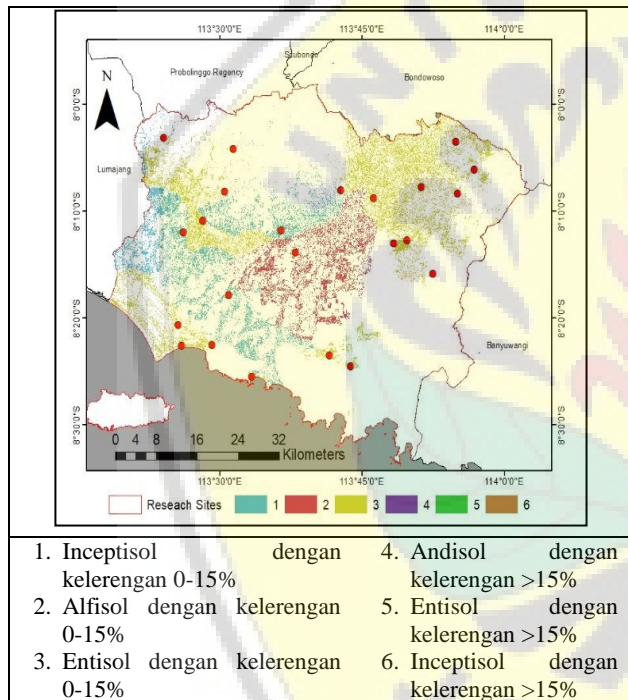 113°30'0"E 113°45'0"E 114°0'0"E
Probolinggo Regency
Bondowoso
N
8°0'0"S 8°0'0"S
Lumajang
8°10'0"S 8°10'0"S
8°20'0"S 8°20'0"S
Banyuwangi
8°30'0"S 8°30'0"S
0 4 8 16 24 32
Kilometers
113°30'0"E 113°45'0"E 114°0'0"E
Reseach Sites 1 2 3 4 5 6
1. Inceptisol dengan
kelerengan 0-15%
2. Alfisol dengan kelerengan
0-15%
3. Entisol dengan kelerengan
0-15%
4. Andisol dengan
kelerengan >15%
5. Entisol dengan
kelerengan >15%
6. Inceptisol dengan
kelerengan >15%